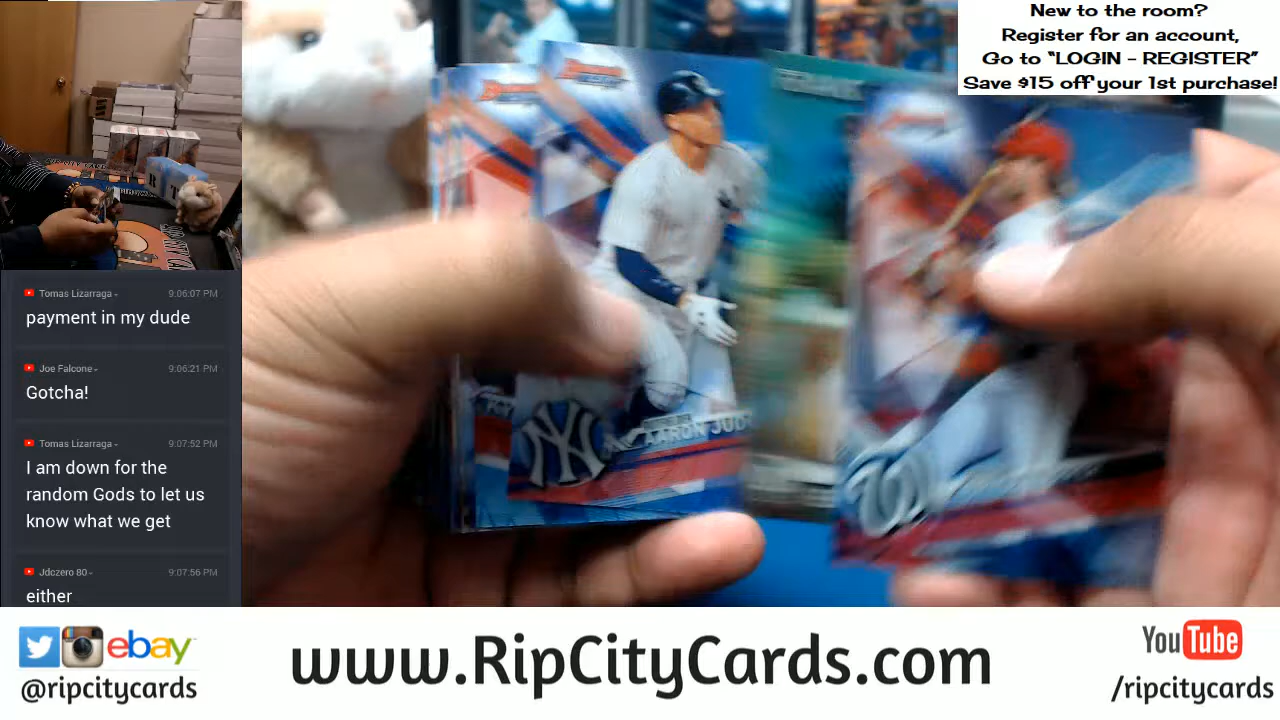 New to the room?
Register for an account,
Go to “LOGIN - REGISTER”
Save $15 off your 1st purchase!
Tomas Lizarraga
9:06:07 PM
payment in my dude
Joe Falcone
9:06:21 PM
Gotcha!
Tomas Lizarraga
9:07:52 PM
I am down for the
random Gods to let us
know what we get
Jdczero 80
9:07:56 PM
either
AARON JUD
NY
W
ebay
@ripcitycards
www.RipCityCards.com
YouTube
/ripcitycards